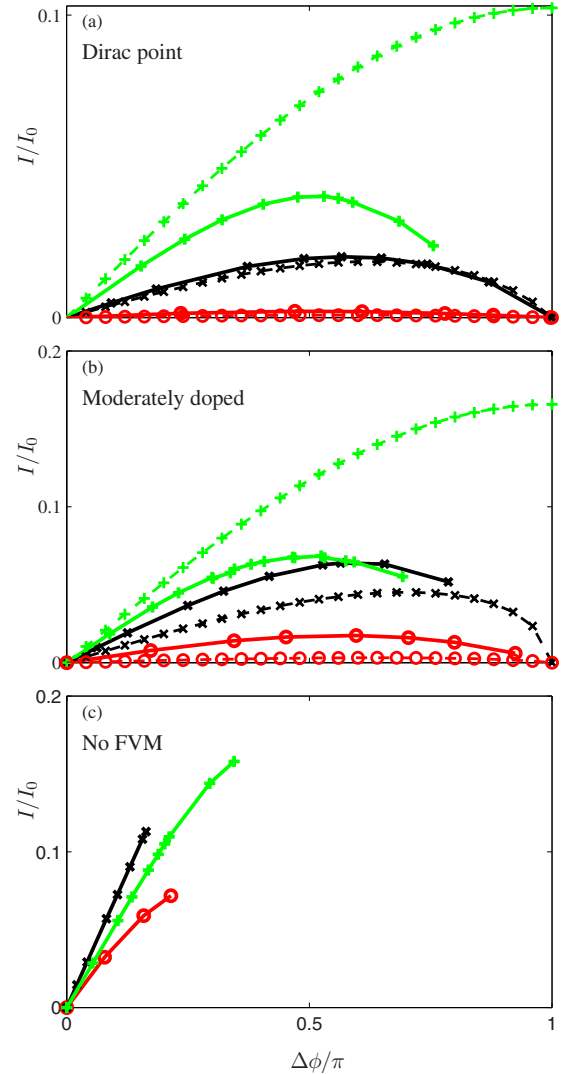 0.1
(a)
Dirac point
I/I₀
0
0.2
(b)
Moderately doped
I/I₀
0.1
0
0.2
(c)
No FVM
I/I₀
0.1
0
0
0.5
1
Δϕ/π